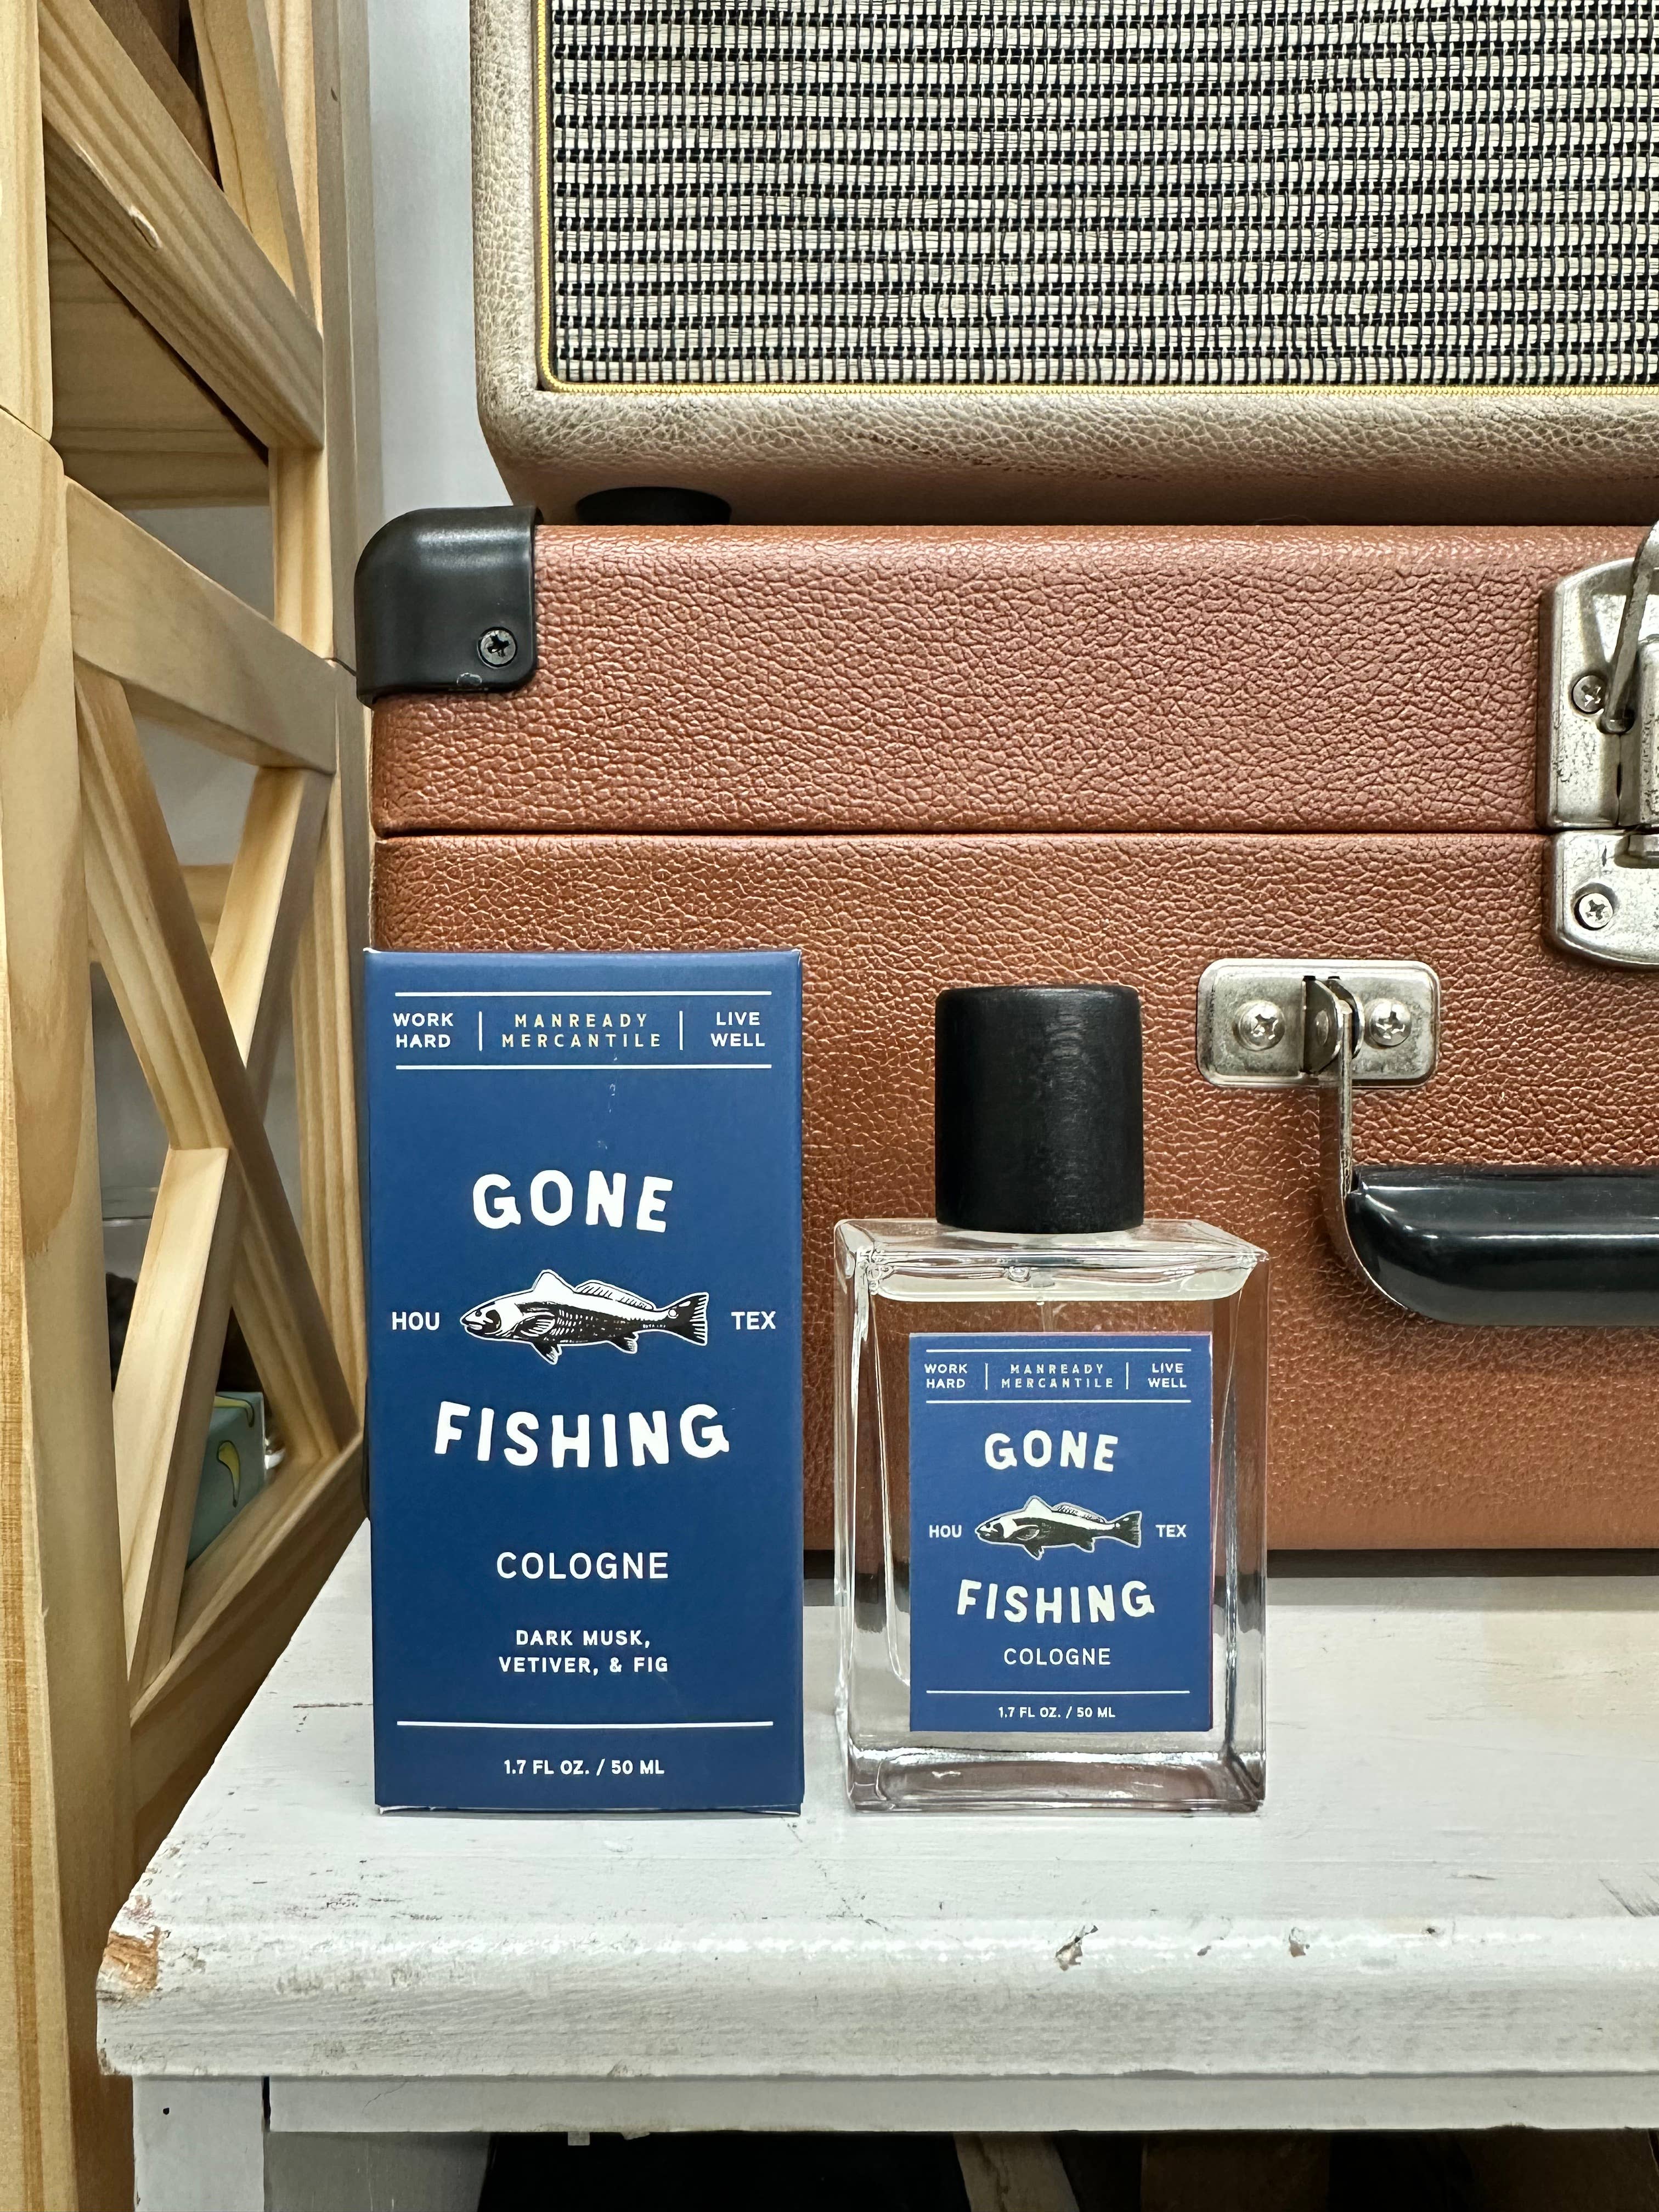 WORK HARD | MANREADY MERCANTILE | LIVE WELL
GONE
HOU TEX
FISHING
COLOGNE
DARK MUSK,
VETIVER, & FIG
1.7 FL OZ. / 50 ML
WORK HARD | MANREADY MERCANTILE | LIVE WELL
GONE
HOU TEX
FISHING
COLOGNE
1.7 FL OZ. / 50 ML